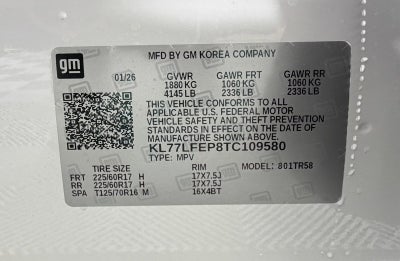 gm
MFD BY GM KOREA COMPANY
01/26 GVWR GAWR FRT GAWR RR
1880 KG 1060 KG 1060 KG
4145 LB 2336 LB 2336 LB
THIS VEHICLE CONFORMS TO ALL
APPLICABLE U.S. FEDERAL MOTOR
VEHICLE SAFETY AND THEFT PREVENTION
STANDARDS IN EFFECT ON THE DATE OF
MANUFACTURE SHOWN ABOVE.
KL77LFEP8TC109580
TYPE: MPV
TIRE SIZE RIM MODEL: 801TR58
FRT 225/60R17 H 17X7.5J
RR 225/60R17 H 17X7.5J
SPA T125/70R16 M 16X4BT